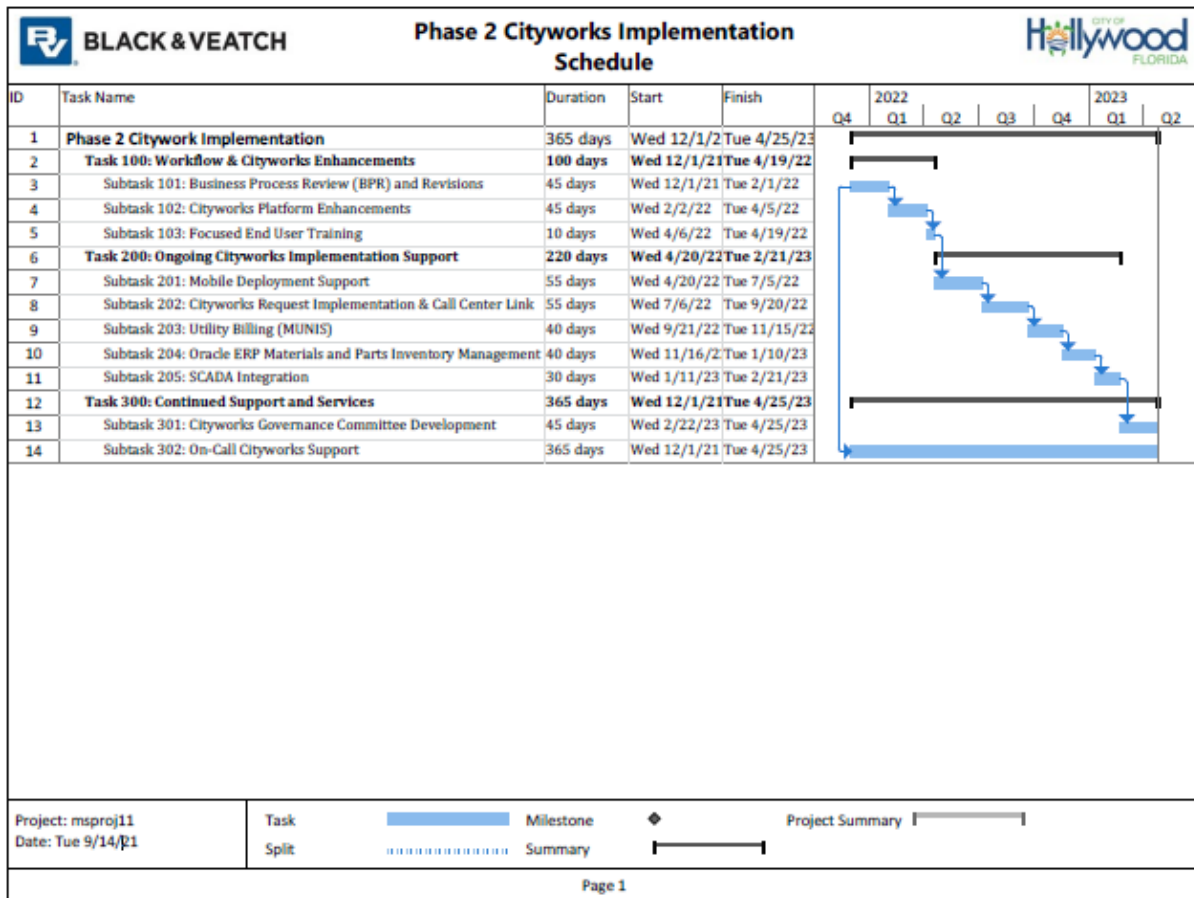 BV BLACK & VEATCH
Phase 2 Cityworks Implementation
Schedule
CITY OF
Hollywood
FLORIDA
ID Task Name Duration Start Finish 2022 2023
Q4 Q1 Q2 Q3 Q4 Q1 Q2
1 Phase 2 Citywork Implementation 365 days Wed 12/1/2 Tue 4/25/23
2 Task 100: Workflow & Cityworks Enhancements 100 days Wed 12/1/21 Tue 4/19/22
3 Subtask 101: Business Process Review (BPR) and Revisions 45 days Wed 12/1/21 Tue 2/1/22
4 Subtask 102: Cityworks Platform Enhancements 45 days Wed 2/2/22 Tue 4/5/22
5 Subtask 103: Focused End User Training 10 days Wed 4/6/22 Tue 4/19/22
6 Task 200: Ongoing Cityworks Implementation Support 220 days Wed 4/20/22 Tue 2/21/23
7 Subtask 201: Mobile Deployment Support 55 days Wed 4/20/22 Tue 7/5/22
8 Subtask 202: Cityworks Request Implementation & Call Center Link 55 days Wed 7/6/22 Tue 9/20/22
9 Subtask 203: Utility Billing (MUNIS) 40 days Wed 9/21/22 Tue 11/15/22
10 Subtask 204: Oracle ERP Materials and Parts Inventory Management 40 days Wed 11/16/2 Tue 1/10/23
11 Subtask 205: SCADA Integration 30 days Wed 1/11/23 Tue 2/21/23
12 Task 300: Continued Support and Services 365 days Wed 12/1/21 Tue 4/25/23
13 Subtask 301: Cityworks Governance Committee Development 45 days Wed 2/22/23 Tue 4/25/23
14 Subtask 302: On-Call Cityworks Support 365 days Wed 12/1/21 Tue 4/25/23
Project: msproj11
Date: Tue 9/14/21
Task Milestone Project Summary
Split Summary
Page 1